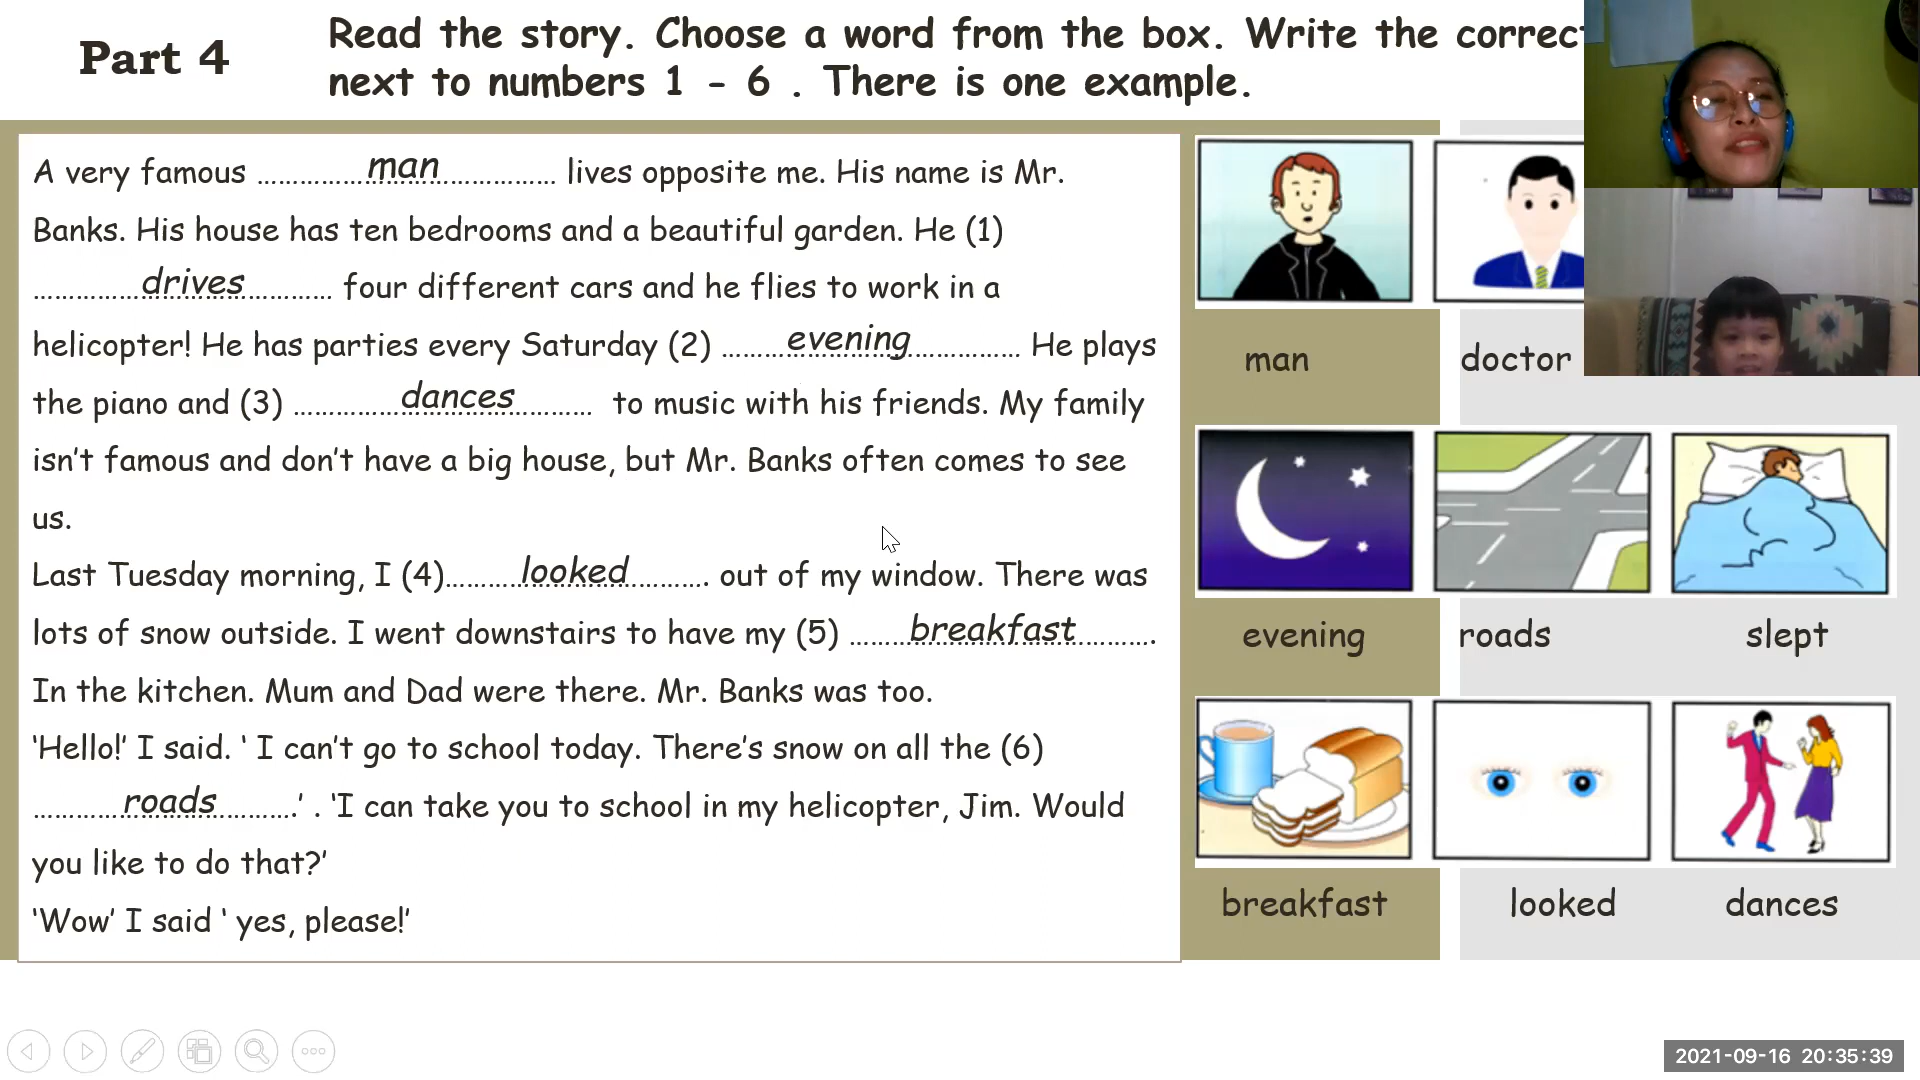 Part 4
Read the story. Choose a word from the box. Write the correct
next to numbers 1 - 6 . There is one example.
A very famous ………………man……………… lives opposite me. His name is Mr.
Banks. His house has ten bedrooms and a beautiful garden. He (1)
……………drives……………… four different cars and he flies to work in a
helicopter! He has parties every Saturday (2) ………evening……………… He plays
the piano and (3) ……………dances……………… to music with his friends. My family
isn't famous and don't have a big house, but Mr. Banks often comes to see
us.
Last Tuesday morning, I (4)…………looked…………. out of my window. There was
lots of snow outside. I went downstairs to have my (5) ………breakfast…………….
In the kitchen. Mum and Dad were there. Mr. Banks was too.
‘Hello!’ I said. ‘ I can’t go to school today. There’s snow on all the (6)
……………roads……………….’ . ‘I can take you to school in my helicopter, Jim. Would
you like to do that?’
‘Wow’ I said ‘ yes, please!’
man
doctor
evening
roads
slept
breakfast
looked
dances
2021-09-16 20:35:39